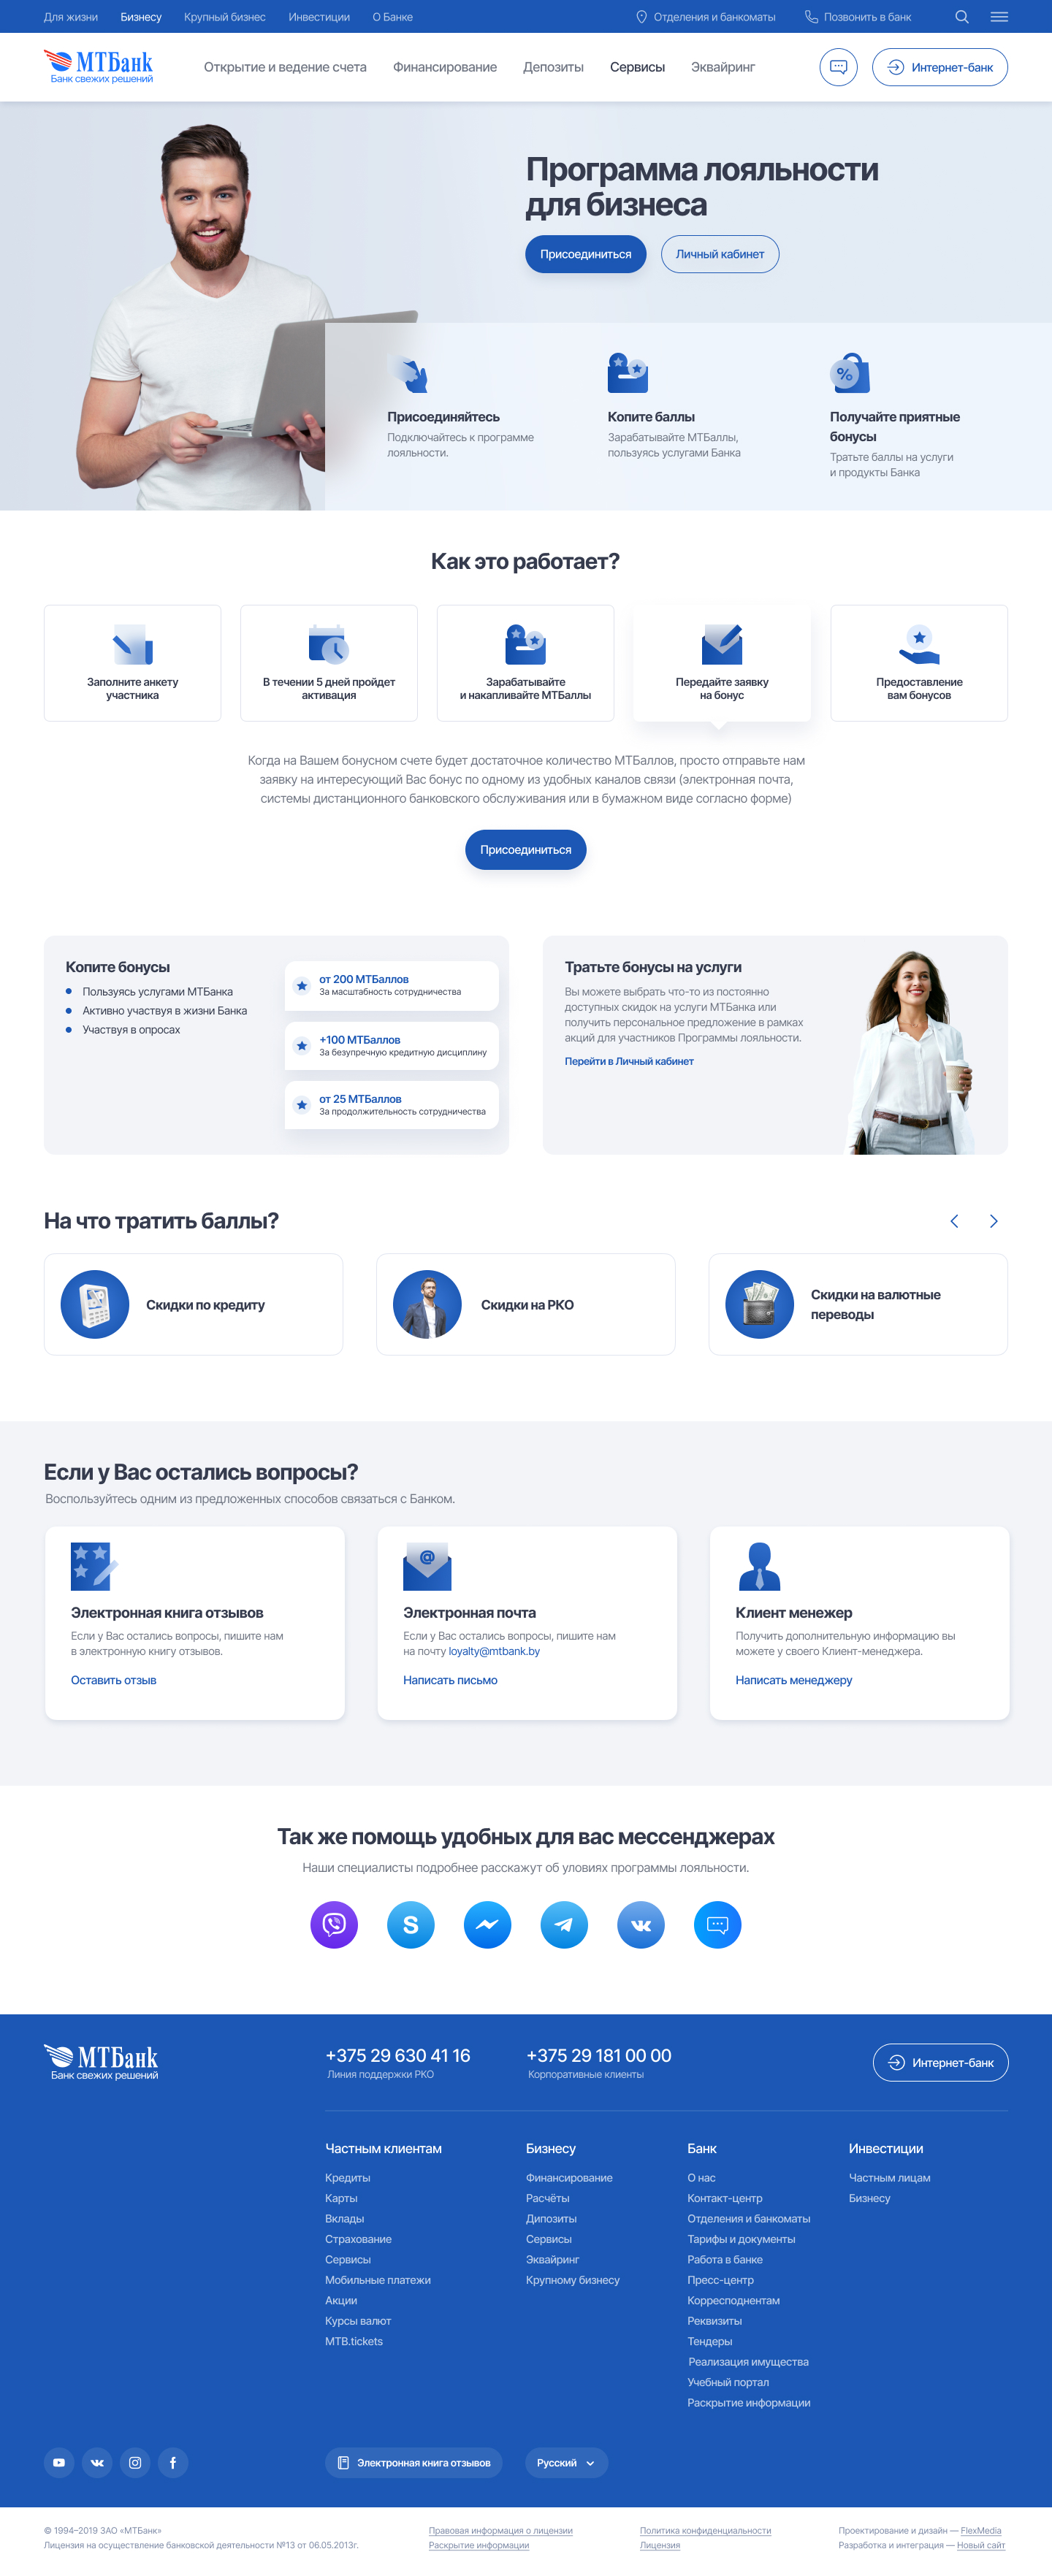 Для жизни
Бизнесу
Крупный бизнес
Инвестиции
О Банке
Отделения и банкоматы
Позвонить в банк
МТБанк
Банк свежих решений
Открытие и ведение счета
Финансирование
Депозиты
Сервисы
Эквайринг
Интернет-банк
Программа лояльности
для бизнеса
Присоединиться
Личный кабинет
Присоединяйтесь
Подключайтесь к программе
лояльности.
Копите баллы
Зарабатывайте МТБаллы,
пользуясь услугами Банка
%
Получайте приятные
бонусы
Тратьте баллы на услуги
и продукты Банка
Как это работает?
Заполните анкету
участника
В течении 5 дней пройдет
активация
Зарабатывайте
и накапливайте МТБаллы
Передайте заявку
на бонус
Предоставление
вам бонусов
Когда на Вашем бонусном счете будет достаточное количество МТБаллов, просто отправьте нам
заявку на интересующий Вас бонус по одному из удобных каналов связи (электронная почта,
системы дистанционного банковского обслуживания или в бумажном виде согласно форме)
Присоединиться
Копите бонусы
Пользуясь услугами МТБанка
Активно участвуя в жизни Банка
Участвуя в опросах
от 200 МТБаллов
За масштабность сотрудничества
+100 МТБаллов
За безупречную кредитную дисциплину
от 25 МТБаллов
За продолжительность сотрудничества
Тратьте бонусы на услуги
Вы можете выбрать что-то из постоянно
доступных скидок на услуги МТБанка или
получить персональное предложение в рамках
акций для участников Программы лояльности.
Перейти в Личный кабинет
На что тратить баллы?
Скидки по кредиту
Скидки на РКО
Скидки на валютные
переводы
Если у Вас остались вопросы?
Воспользуйтесь одним из предложенных способов связаться с Банком.
Электронная книга отзывов
Если у Вас остались вопросы, пишите нам
в электронную книгу отзывов.
Оставить отзыв
@
Электронная почта
Если у Вас остались вопросы, пишите нам
на почту loyalty@mtbank.by
Написать письмо
Клиент менежер
Получить дополнительную информацию вы
можете у своего Клиент-менеджера.
Написать менеджеру
Так же помощь удобных для вас мессенджерах
Наши специалисты подробнее расскажут об уловиях программы лояльности.
МТБанк
Банк свежих решений
+375 29 630 41 16
Линия поддержки РКО
+375 29 181 00 00
Корпоративные клиенты
Интернет-банк
Частным клиентам
Кредиты
Карты
Вклады
Страхование
Сервисы
Мобильные платежи
Акции
Курсы валют
MTB.tickets
Бизнесу
Финансирование
Расчёты
Дипозиты
Сервисы
Эквайринг
Крупному бизнесу
Банк
О нас
Контакт-центр
Отделения и банкоматы
Тарифы и документы
Работа в банке
Пресс-центр
Корресподнентам
Реквизиты
Тендеры
Реализация имущества
Учебный портал
Раскрытие информации
Инвестиции
Частным лицам
Бизнесу
Электронная книга отзывов
Русский
© 1994–2019 ЗАО «МТБанк»
Лицензия на осуществление банковской деятельности №13 от 06.05.2013г.
Правовая информация о лицензии
Раскрытие информации
Политика конфиденциальности
Лицензия
Проектирование и дизайн — FlexMedia
Разработка и интеграция — Новый сайт